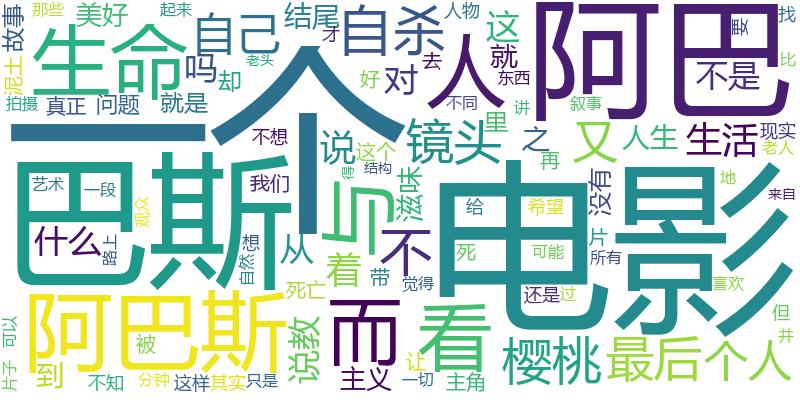 那些
起来
美好
故事
结尾
人物
找
自己
自杀
这
阿巴
要
生命
人
才
老头
吗
却
对
去
就
东西
不是
比
泥土
好
拍摄
真正
问题
就是
一个
不同
讲
叙事
里
不想
说
这个
镜头
之
又
人生
生活
现实
老人
再
巴斯
艺术
一段
我们
结构
得
滋味
与
电影
没有
地
来自
给
希望
观众
什么
路上
自然
想
从
不
死
可能
片
所有
着
带
觉得
死亡
还是
过
喜欢
阿巴斯
而
看
但
并
可以
说教
被
让
樱桃
最后
个人
到
片子
不知
分钟
这样
其实
只是
主义
一切
主角